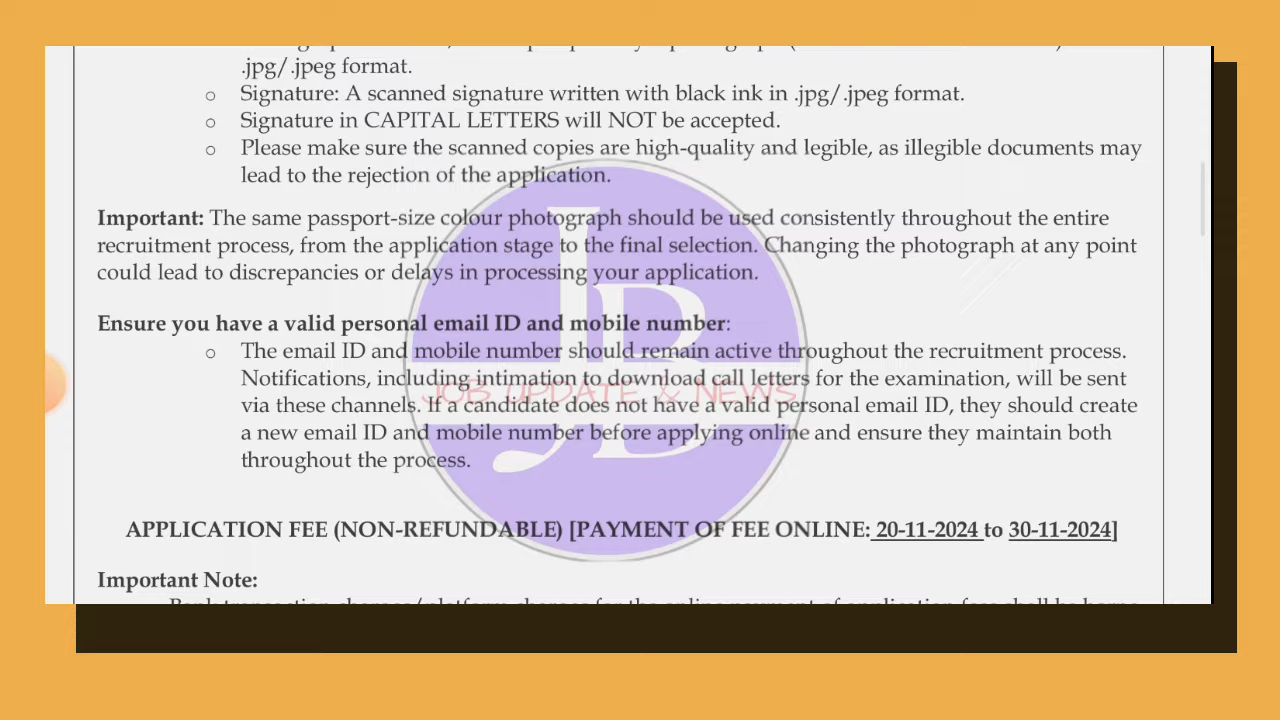 .jpg/.jpeg format.
o Signature: A scanned signature written with black ink in .jpg/.jpeg format.
o Signature in CAPITAL LETTERS will NOT be accepted.
o Please make sure the scanned copies are high-quality and legible, as illegible documents may
lead to the rejection of the application.
Important: The same passport-size colour photograph should be used consistently throughout the entire
recruitment process, from the application stage to the final selection. Changing the photograph at any point
could lead to discrepancies or delays in processing your application.
Ensure you have a valid personal email ID and mobile number:
o The email ID and mobile number should remain active throughout the recruitment process.
Notifications, including intimation to download call letters for the examination, will be sent
via these channels. If a candidate does not have a valid personal email ID, they should create
a new email ID and mobile number before applying online and ensure they maintain both
throughout the process.
JB
JOB UPDATE & NEWS
APPLICATION FEE (NON-REFUNDABLE) [PAYMENT OF FEE ONLINE: 20-11-2024 to 30-11-2024]
Important Note: